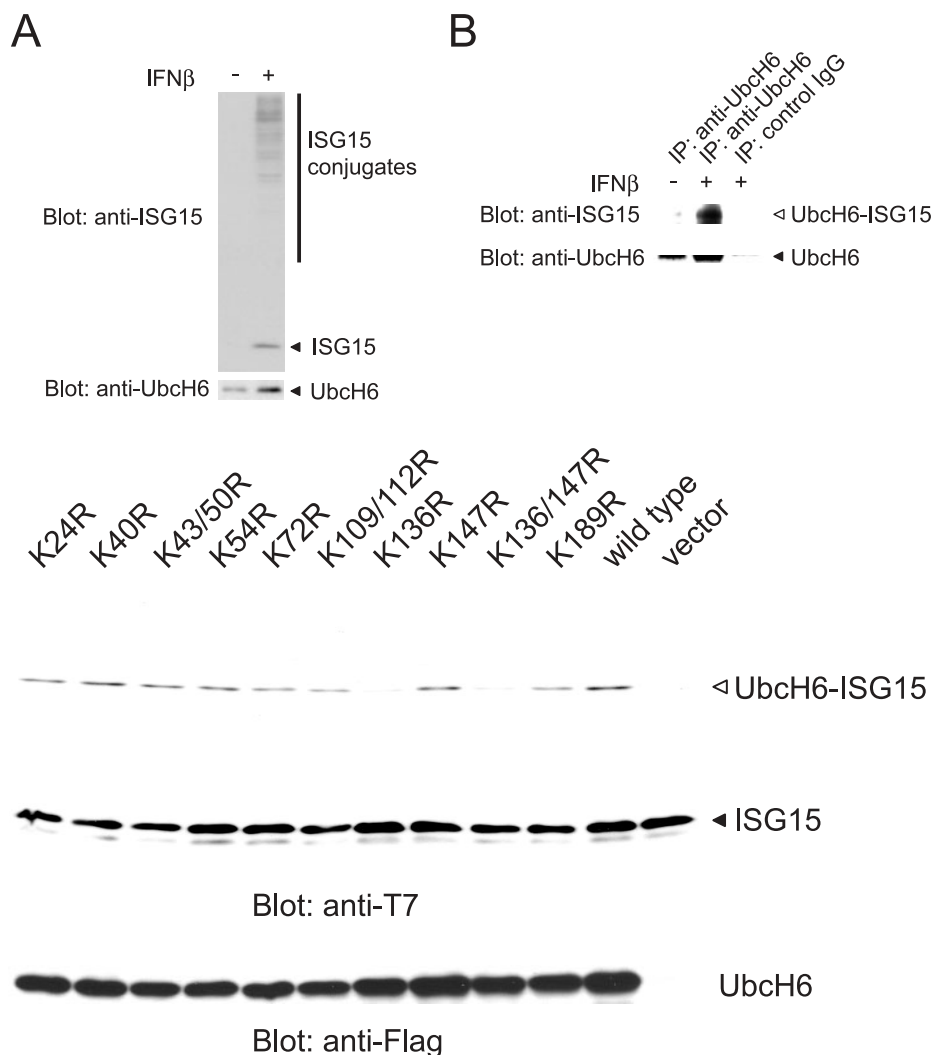 A
IFNβ - +
ISG15
conjugates
Blot: anti-ISG15
◄ ISG15
Blot: anti-UbcH6 ◄ UbcH6
B
IP: anti-UbcH6
IP: anti-UbcH6
IP: control IgG
IFNβ - + +
Blot: anti-ISG15 ◅ UbcH6-ISG15
Blot: anti-UbcH6 ◄ UbcH6
K24R K40R K43/50R K54R K72R K109/112R K136R K147R K136/147R K189R wild type vector
◅ UbcH6-ISG15
◄ ISG15
Blot: anti-T7
UbcH6
Blot: anti-Flag